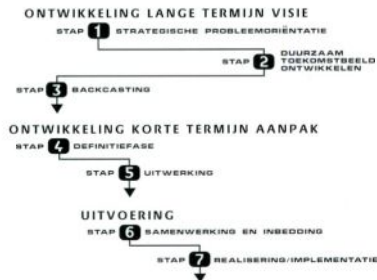 ONTWIKKELING LANGE TERMIJN VISIE
STAP 1 STRATEGISCHE PROBLEEMORIËNTATIE
STAP 2 DUURZAAM
TOEKOMSTBEELD
ONTWIKKELEN
STAP 3 BACKCASTING
ONTWIKKELING KORTE TERMIJN AANPAK
STAP 4 DEFINITIEFASE
STAP 5 UITWERKING
UITVOERING
STAP 6 SAMENWERKING EN INBEDDING
STAP 7 REALISERING/IMPLEMENTATIE